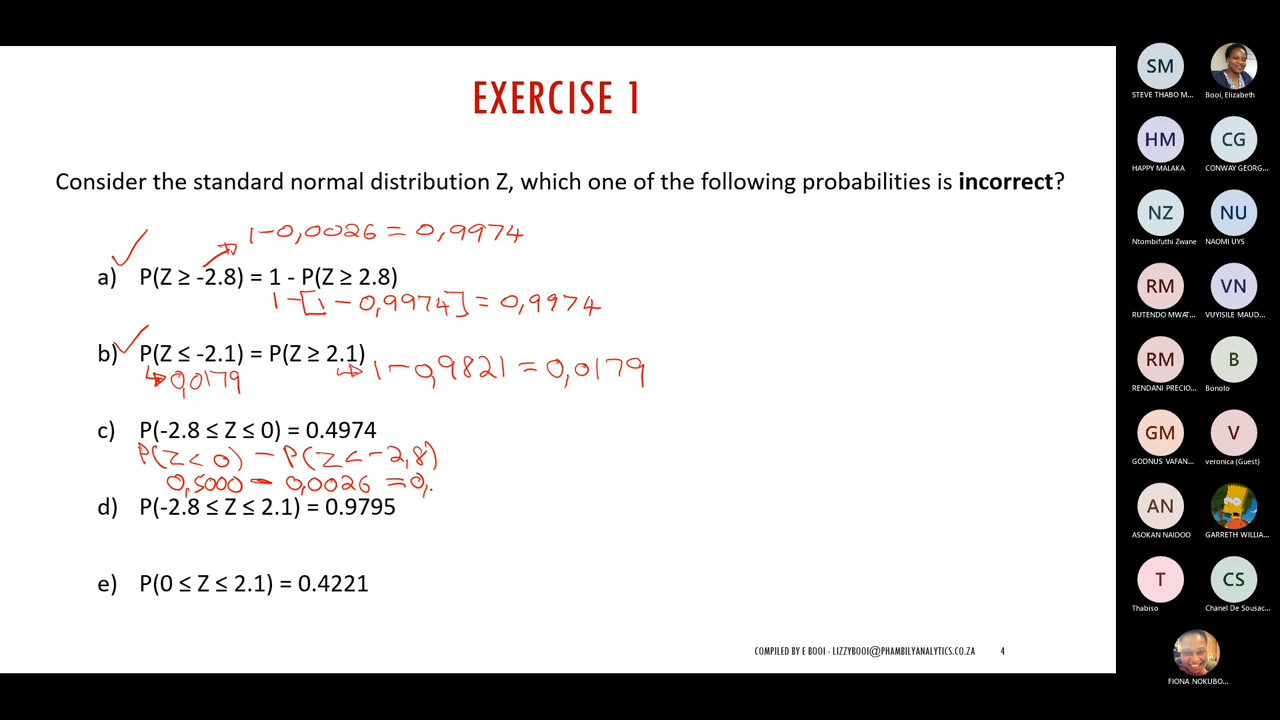 EXERCISE 1
Consider the standard normal distribution Z, which one of the following probabilities is incorrect?
1-0,0026 = 0,9974
a) P(Z ≥ -2.8) = 1 - P(Z ≥ 2.8)
1-[1-0,9974] = 0,9974
b) P(Z ≤ -2.1) = P(Z ≥ 2.1)
0,0179
1-0,9821 = 0,0179
c) P(-2.8 ≤ Z ≤ 0) = 0.4974
P(Z<0) - P(Z<-2,8)
0,5000 - 0,0026 = 0,.
d) P(-2.8 ≤ Z ≤ 2.1) = 0.9795
e) P(0 ≤ Z ≤ 2.1) = 0.4221
COMPILED BY E BOOI - LIZZYBOOI@PHAMBILYANALYTICS.CO.ZA 4
SM
STEVE THABO M...
Booi, Elizabeth
HM
HAPPY MALAKA
CG
CONWAY GEORG...
NZ
Ntombifuthi Zwane
NU
NAOMI UYS
RM
RUTENDO MWAT...
VN
VUYISILE MAUD...
RM
RENDANI PRECIO...
B
Bonolo
GM
GODNUS VAFAN...
V
veronica (Guest)
AN
ASOKAN NAIDOO
GARRETH WILLIA...
T
Thabiso
CS
Chanel De Sousa...
FIONA NOKUBO...